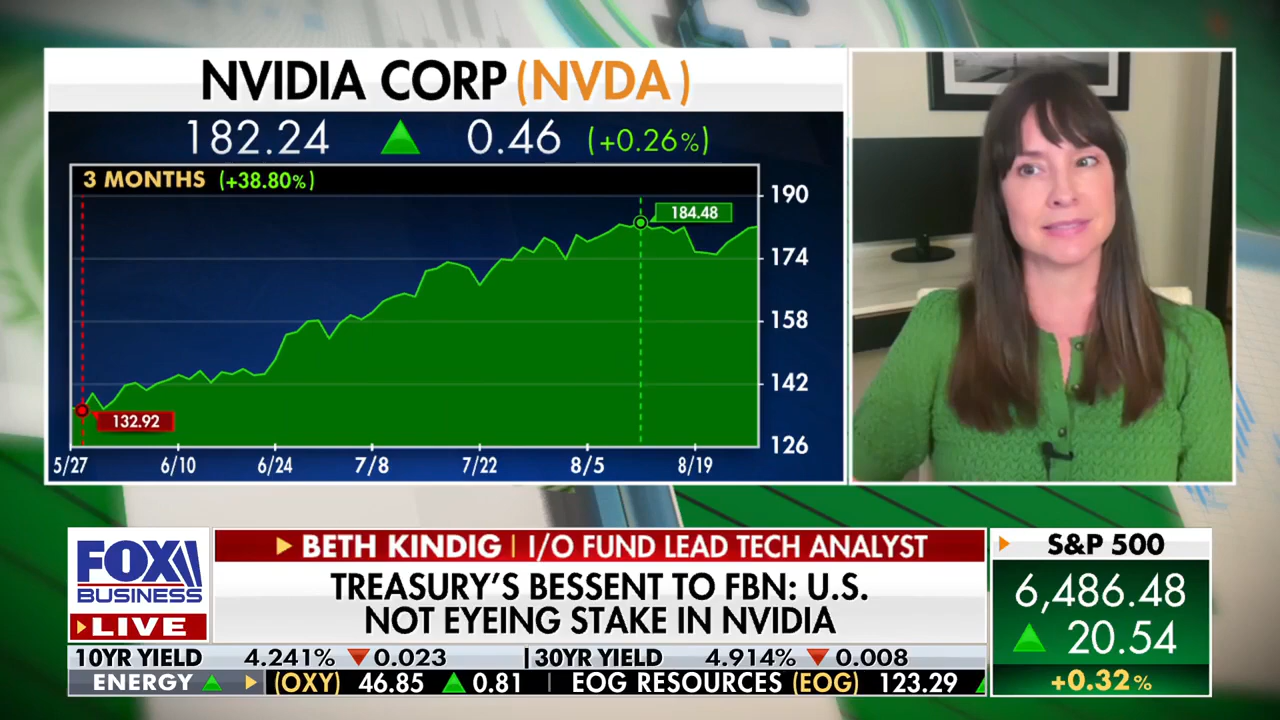 NVIDIA CORP (NVDA)
182.24 ▲ 0.46 (+0.26%)
3 MONTHS (+38.80%)
190
184.48
174
158
142
132.92
126
5/27 6/10 6/24 7/8 7/22 8/5 8/19
FOX
BUSINESS
LIVE
BETH KINDIG | I/O FUND LEAD TECH ANALYST
TREASURY'S BESSENT TO FBN: U.S.
NOT EYEING STAKE IN NVIDIA
S&P 500
6,486.48
▲ 20.54
+0.32%
10YR YIELD 4.241% ▼ 0.023 | 30YR YIELD 4.914% ▼ 0.008
ENERGY ▲ (OXY) 46.85 ▲ 0.81 | EOG RESOURCES (EOG) 123.29